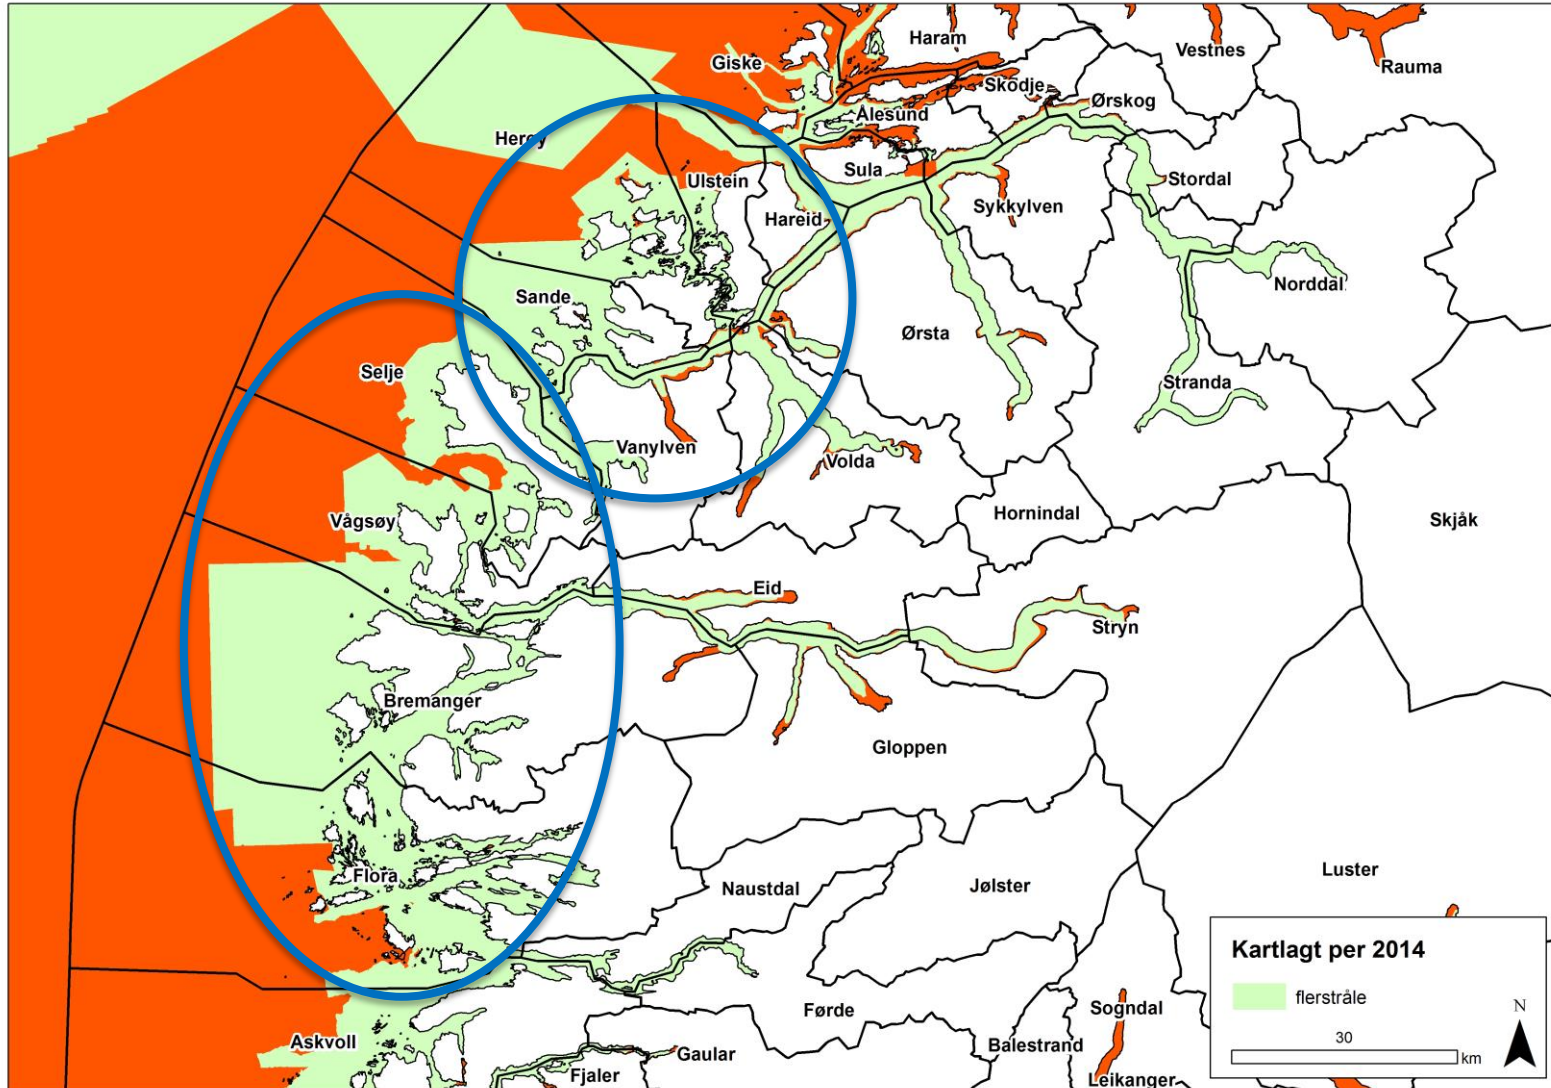 Haram
Vestnes
Rauma
Giske
Skodje
Ørskog
Ålesund
Herøy
Sula
Ulstein
Stordal
Hareid
Sykkylven
Norddal
Sande
Ørsta
Selje
Stranda
Vanylven
Volda
Hornindal
Skjåk
Vågsøy
Eid
Stryn
Bremanger
Gloppen
Luster
Flora
Naustdal
Jølster
Kartlagt per 2014
flerstråle
N
30
km
Førde
Sogndal
Askvoll
Balestrand
Gaular
Fjaler
Leikanger